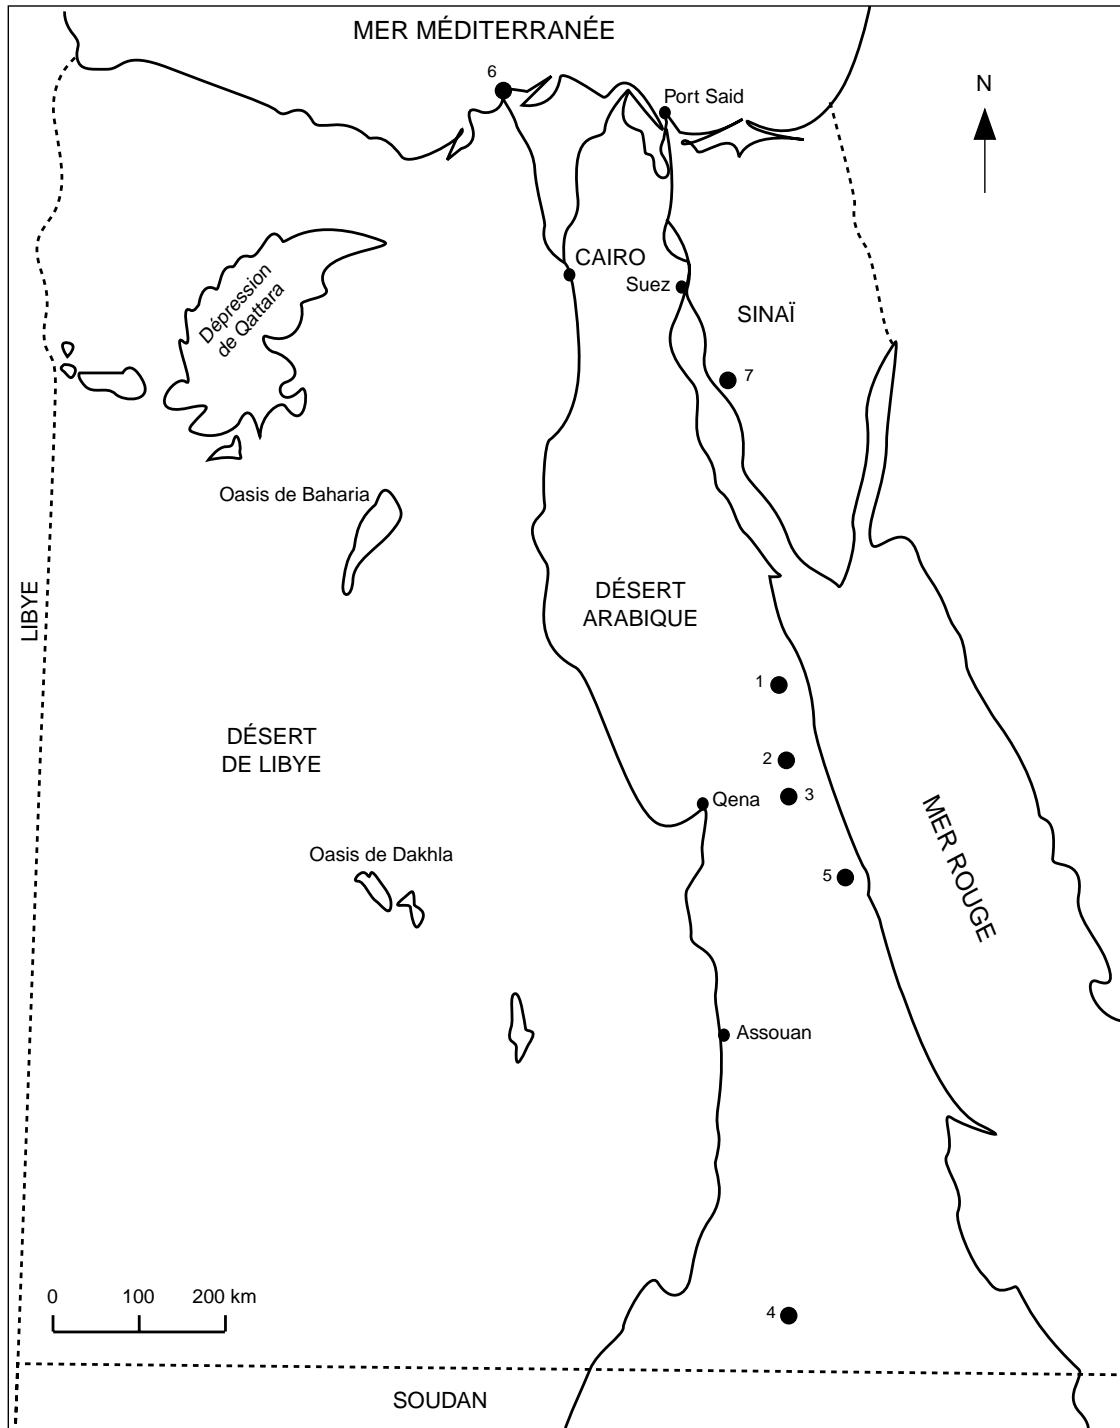 MER MÉDITERRANÉE
6
N
Port Said
CAIRO
Suez
SINAÏ
Dépression
de Qattara
7
Oasis de Baharia
LIBYE
DÉSERT
ARABIQUE
1
DÉSERT
DE LIBYE
2
3
Qena
MER ROUGE
Oasis de Dakhla
5
Assouan
0 100 200 km
4
SOUDAN